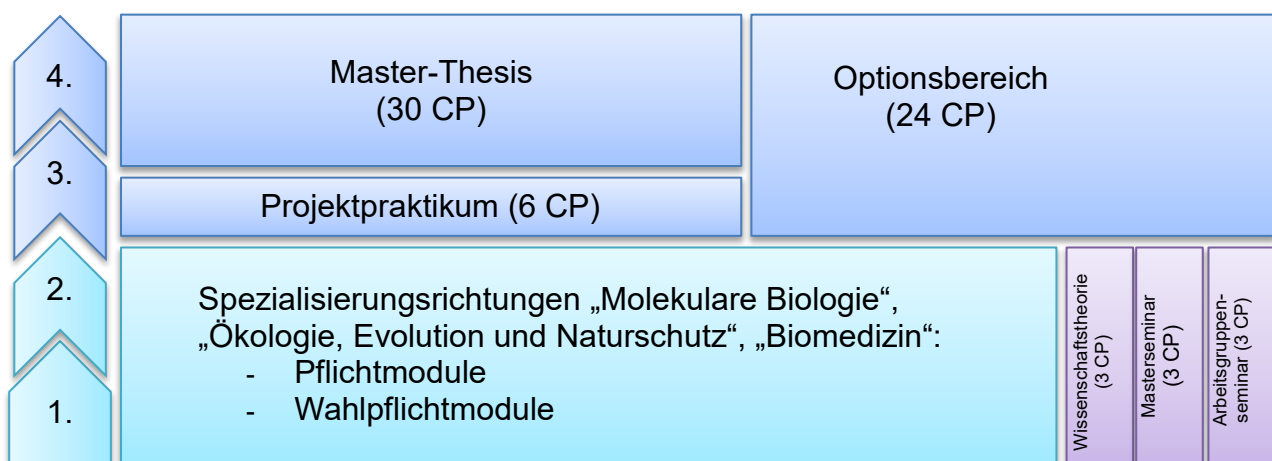 4.
Master-Thesis
(30 CP)
Optionsbereich
(24 CP)
3.
Projektpraktikum (6 CP)
2.
Spezialisierungsrichtungen „Molekulare Biologie“,
„Ökologie, Evolution und Naturschutz“, „Biomedizin“:
- Pflichtmodule
- Wahlpflichtmodule
1.
Wissenschaftstheorie
(3 CP)
Masterseminar
(3 CP)
Arbeitsgruppen-
seminar (3 CP)